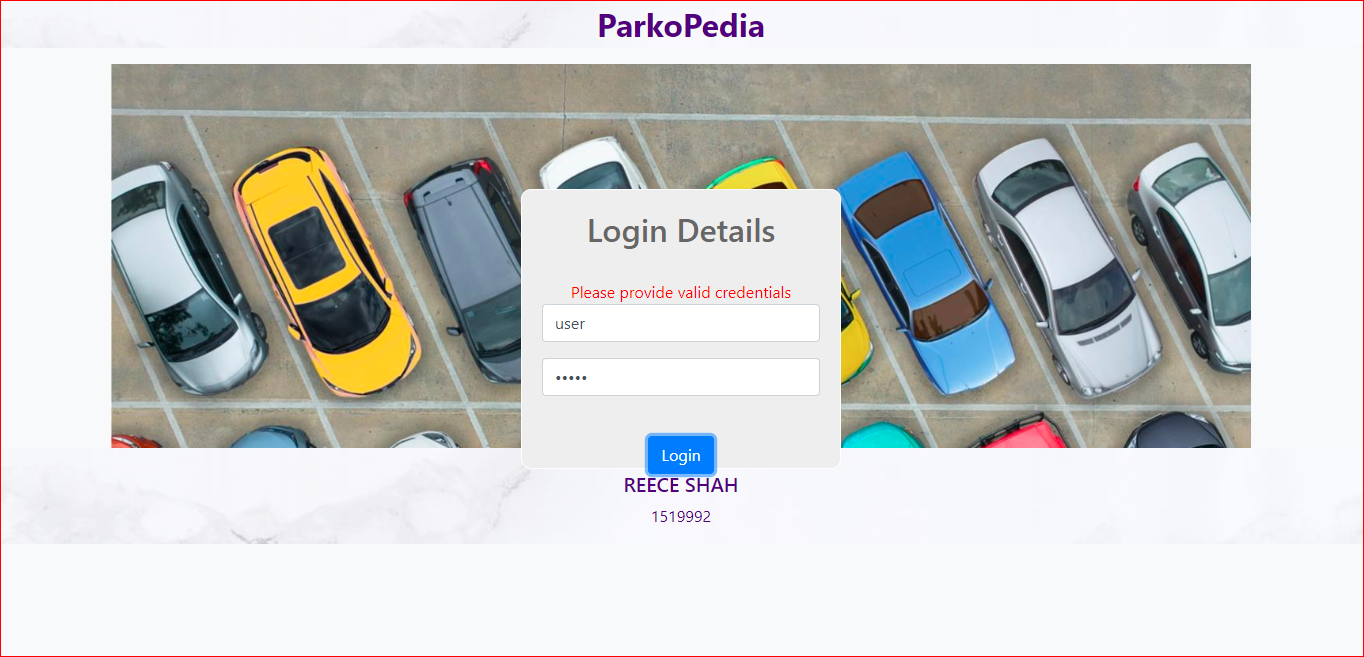 ParkoPedia
Login Details
Please provide valid credentials
user
•••••
Login
REECE SHAH
1519992